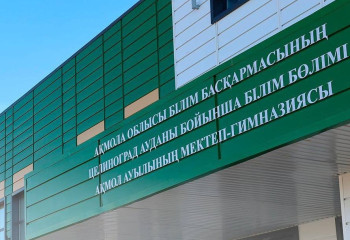 АҚМОЛА ОБЛЫСЫ БІЛІМ БАСҚАРМАСЫНЫҢ
ЦЕЛИНОГРАД АУДАНЫ БОЙЫНША БІЛІМ БӨЛІМІ
АҚМОЛ АУЫЛЫНЫҢ МЕКТЕП-ГИМНАЗИЯСЫ